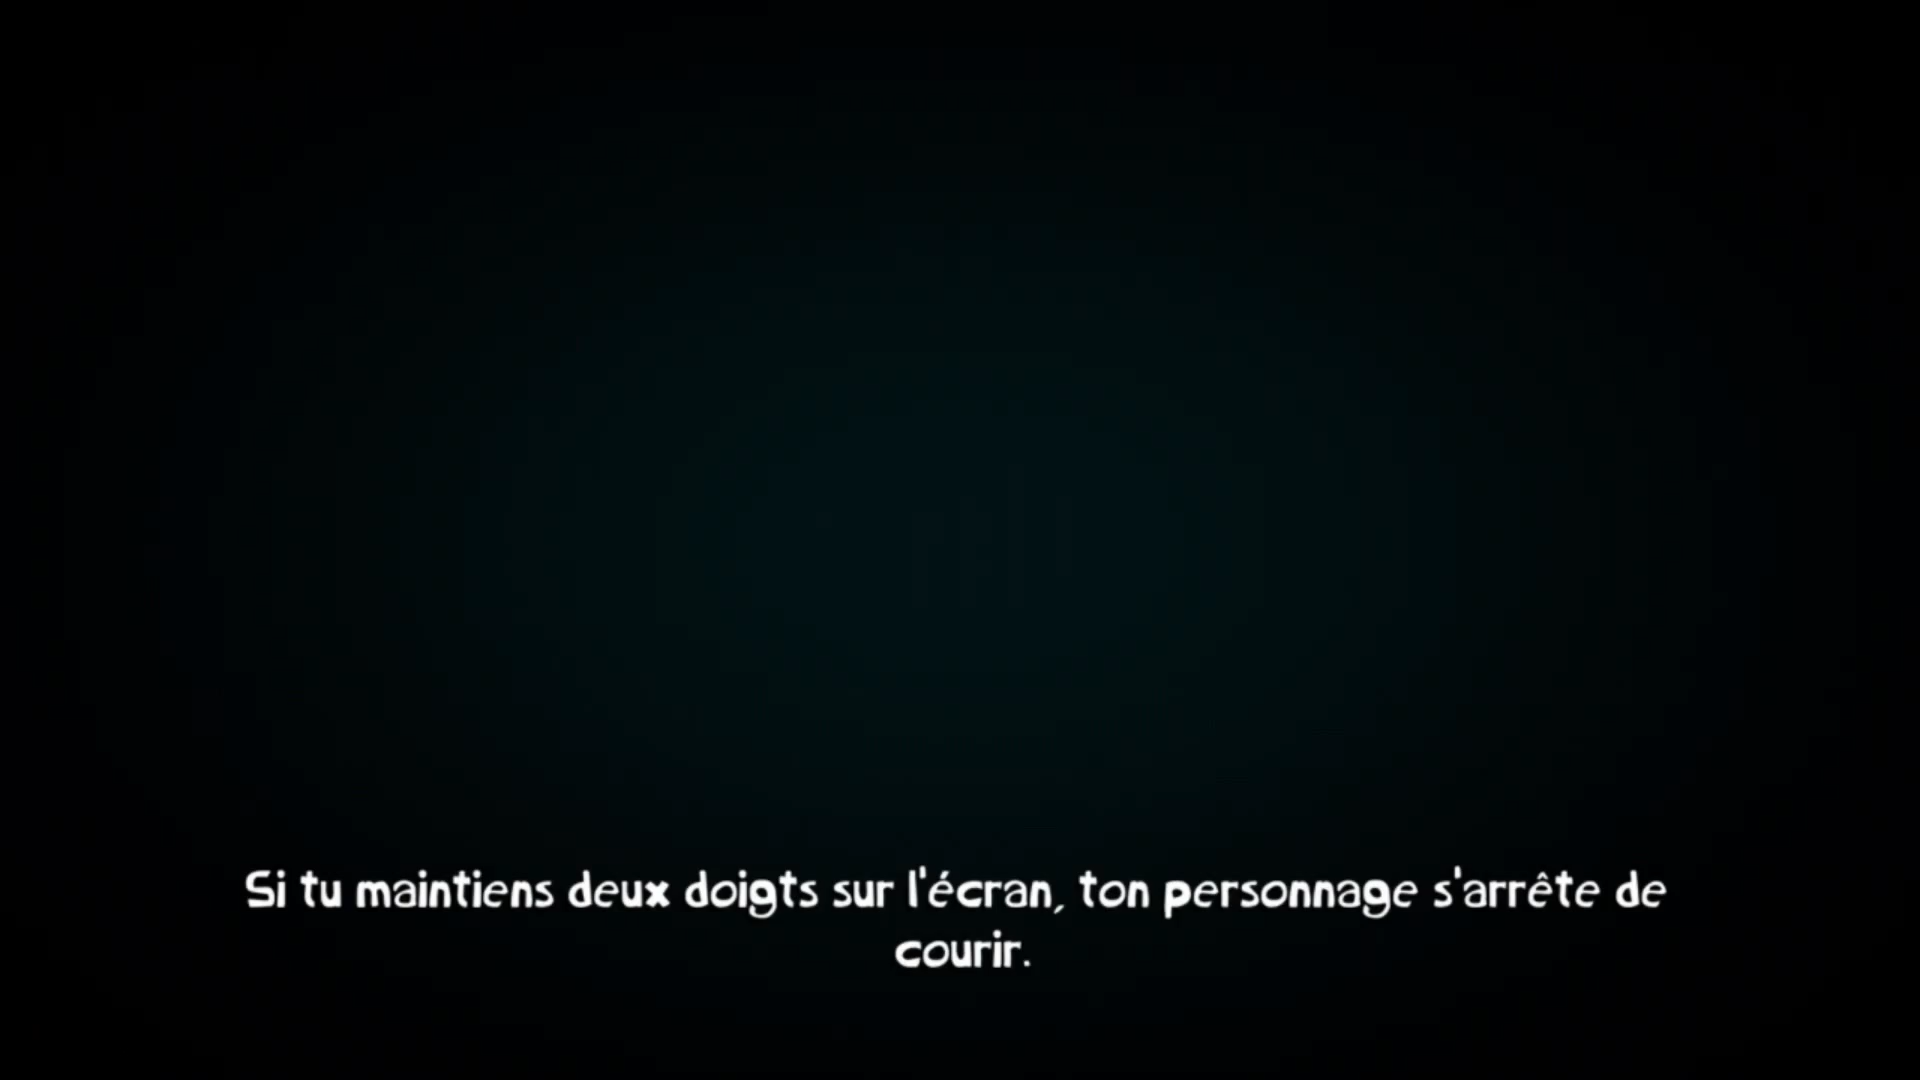 Si tu maintiens deux doigts sur l'écran, ton personnage s'arrête de
courir.